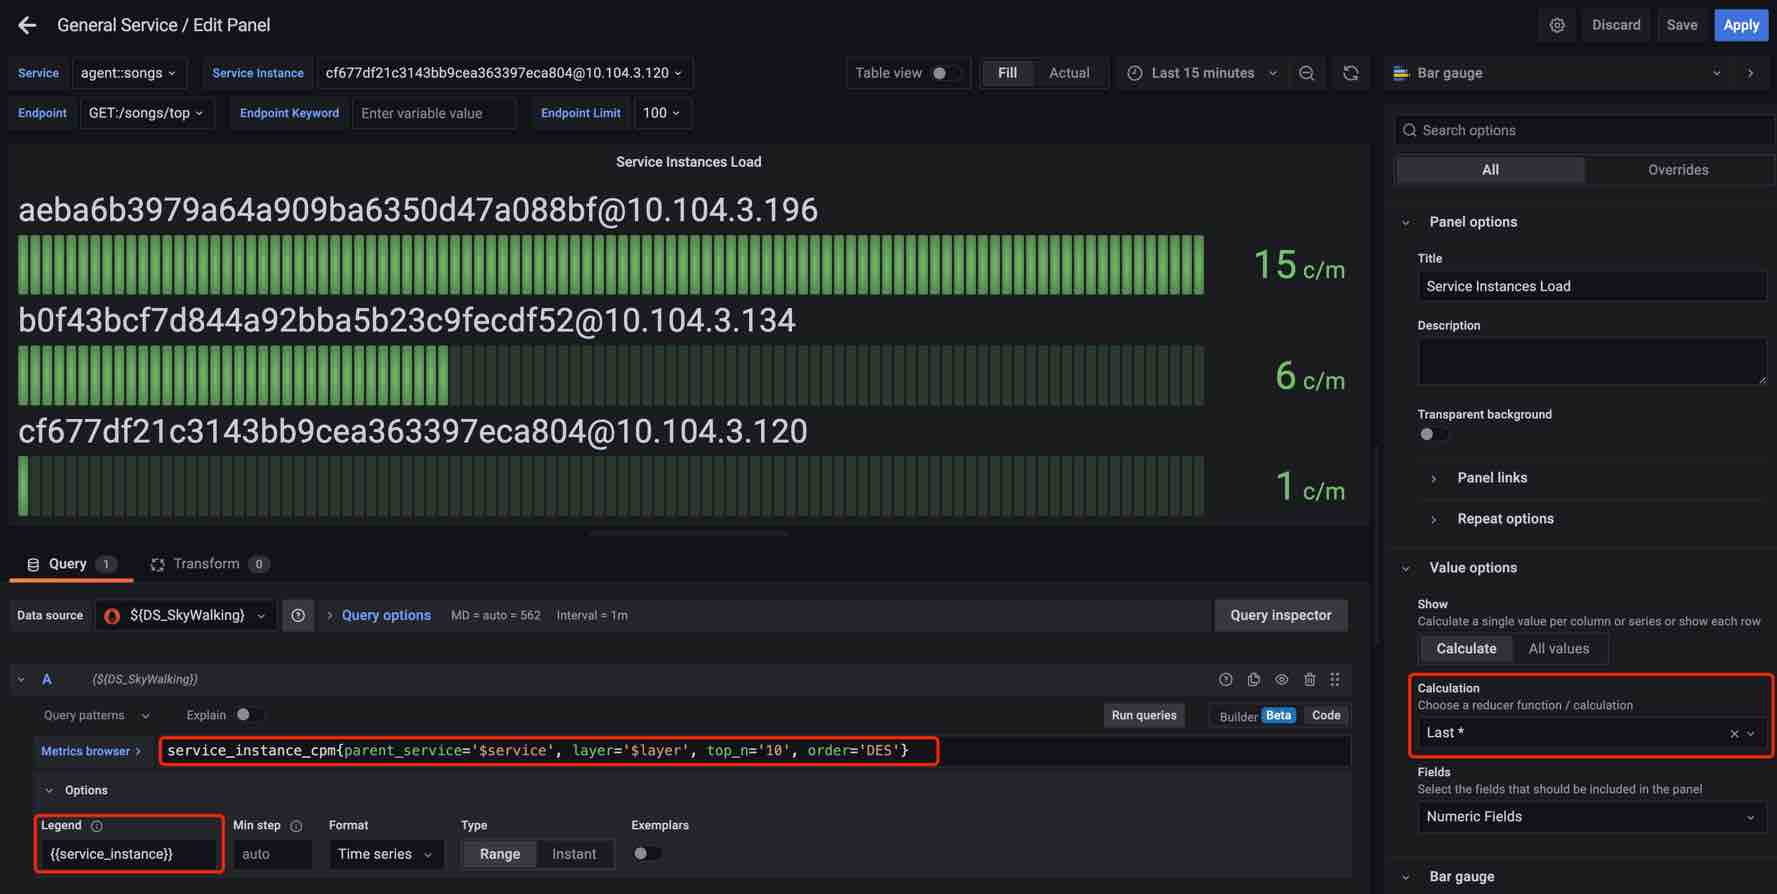 General Service / Edit Panel
Discard
Save
Apply
Service
agent::songs
Service Instance
cf677df21c3143bb9cea363397eca804@10.104.3.120
Table view
Fill
Actual
Last 15 minutes
Bar gauge
Endpoint
GET:/songs/top
Endpoint Keyword
Enter variable value
Endpoint Limit
100
Search options
All
Overrides
Service Instances Load
aeba6b3979a64a909ba6350d47a088bf@10.104.3.196
15 c/m
b0f43bcf7d844a92bba5b23c9fecdf52@10.104.3.134
6 c/m
cf677df21c3143bb9cea363397eca804@10.104.3.120
1 c/m
Panel options
Title
Service Instances Load
Description
Transparent background
Panel links
Repeat options
Query 1
Transform 0
Data source
${DS_SkyWalking}
Query options
MD = auto = 562
Interval = 1m
Query inspector
A
(${DS_SkyWalking})
Query patterns
Explain
Run queries
Builder Beta
Code
Metrics browser
service_instance_cpm{parent_service='$service', layer='$layer', top_n='10', order='DES'}
Options
Legend
Min step
Format
Type
Exemplars
{{service_instance}}
auto
Time series
Range
Instant
Value options
Show
Calculate a single value per column or series or show each row
Calculate
All values
Calculation
Choose a reducer function / calculation
Last *
Fields
Select the fields that should be included in the panel
Numeric Fields
Bar gauge